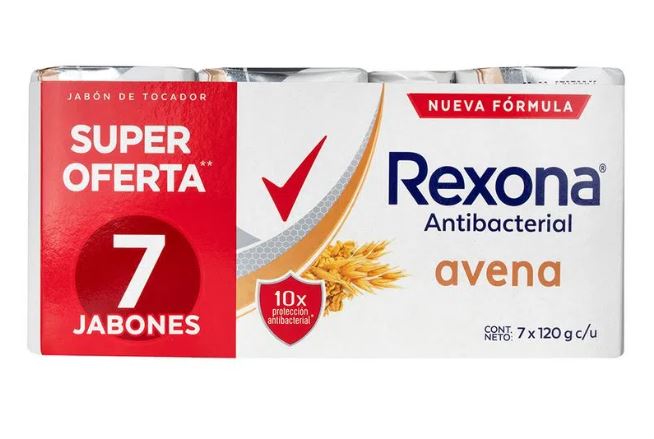 JABÓN DE TOCADOR
SUPER
OFERTA**
7
JABONES
10x
protección
antibacterial*
NUEVA FÓRMULA
Rexona®
Antibacterial
avena
CONT. NETO: 7 x 120 g c/u